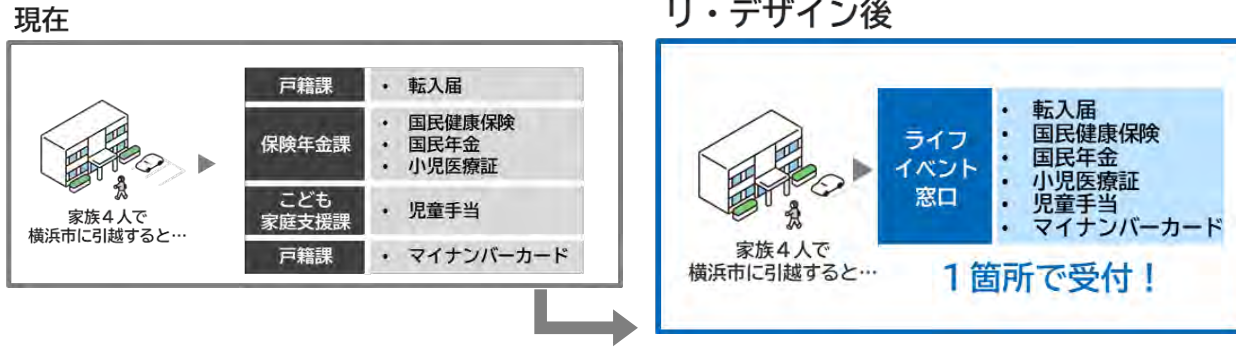 現在
戸籍課
・ 転入届
保険年金課
・ 国民健康保険
・ 国民年金
・ 小児医療証
こども
家庭支援課
・ 児童手当
戸籍課
・ マイナンバーカード
家族4人で
横浜市に引越すると…
リ・デザイン後
ライフ
イベント
窓口
・ 転入届
・ 国民健康保険
・ 国民年金
・ 小児医療証
・ 児童手当
・ マイナンバーカード
家族4人で
横浜市に引越すると…
1箇所で受付！